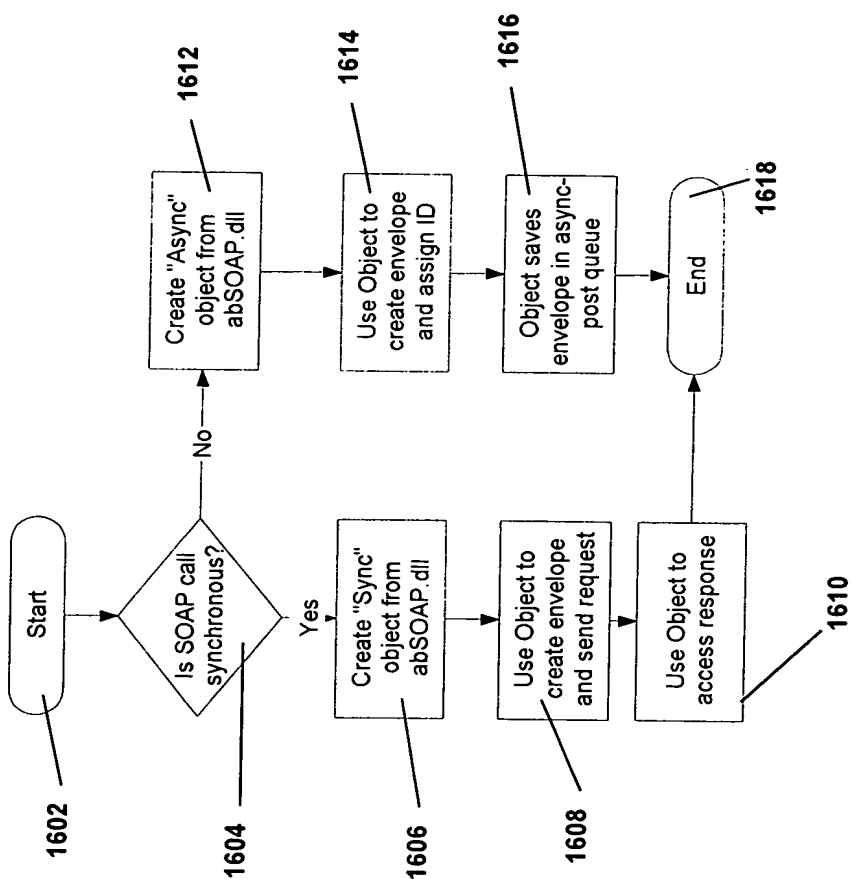 Start
1602
Is SOAP call
synchronous?
1604
No
Yes
Create "Sync"
object from
abSOAP.dll
1606
Use Object to
create envelope
and send request
1608
Use Object to
access response
1610
Create "Async"
object from
abSOAP.dll
1612
Use Object to
create envelope
and assign ID
1614
Object saves
envelope in async-
post queue
1616
End
1618